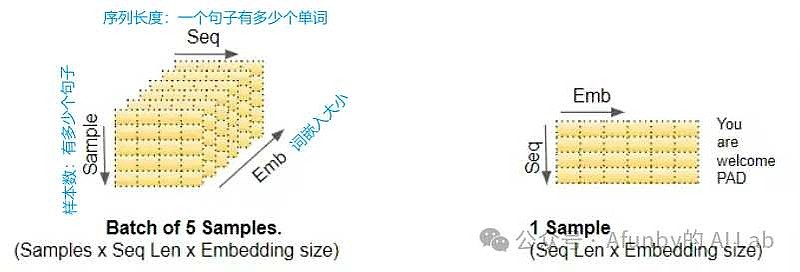 序列长度：一个句子有多少个单词
Seq
样本数：有多少个句子
Sample
Emb
词嵌入大小
Batch of 5 Samples.
(Samples x Seq Len x Embedding size)
Emb
Seq
You
are
welcome
PAD
1 Sample
(Seq Len x Embedding size)
公众号 · Afunby的 AI Lab